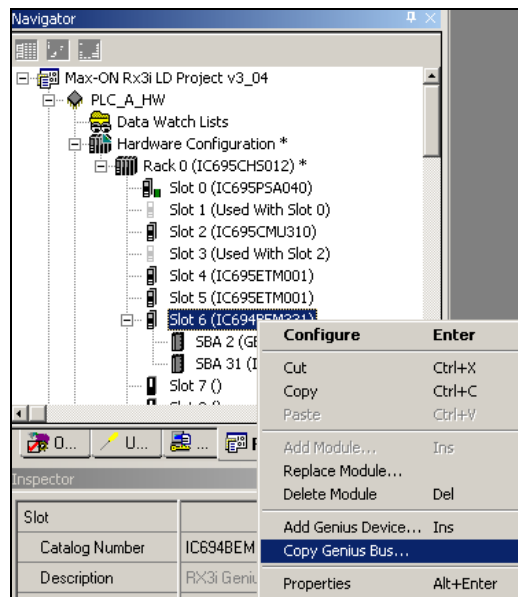 Navigator
Max-ON Rx3i LD Project v3_04
PLC_A_HW
Data Watch Lists
Hardware Configuration *
Rack 0 (IC695CHS012) *
Slot 0 (IC695PSA040)
Slot 1 (Used With Slot 0)
Slot 2 (IC695CMU310)
Slot 3 (Used With Slot 2)
Slot 4 (IC695ETM001)
Slot 5 (IC695ETM001)
Slot 6 (IC694BEM331)
SBA 2 (GE
SBA 31 (I
Slot 7 ()
Configure Enter
Cut Ctrl+X
Copy Ctrl+C
Paste Ctrl+V
Add Module... Ins
Replace Module...
Delete Module Del
Add Genius Device... Ins
Copy Genius Bus...
Properties Alt+Enter
O... U... ...
Inspector
Slot
Catalog Number IC694BEM
Description RX3i Geniu